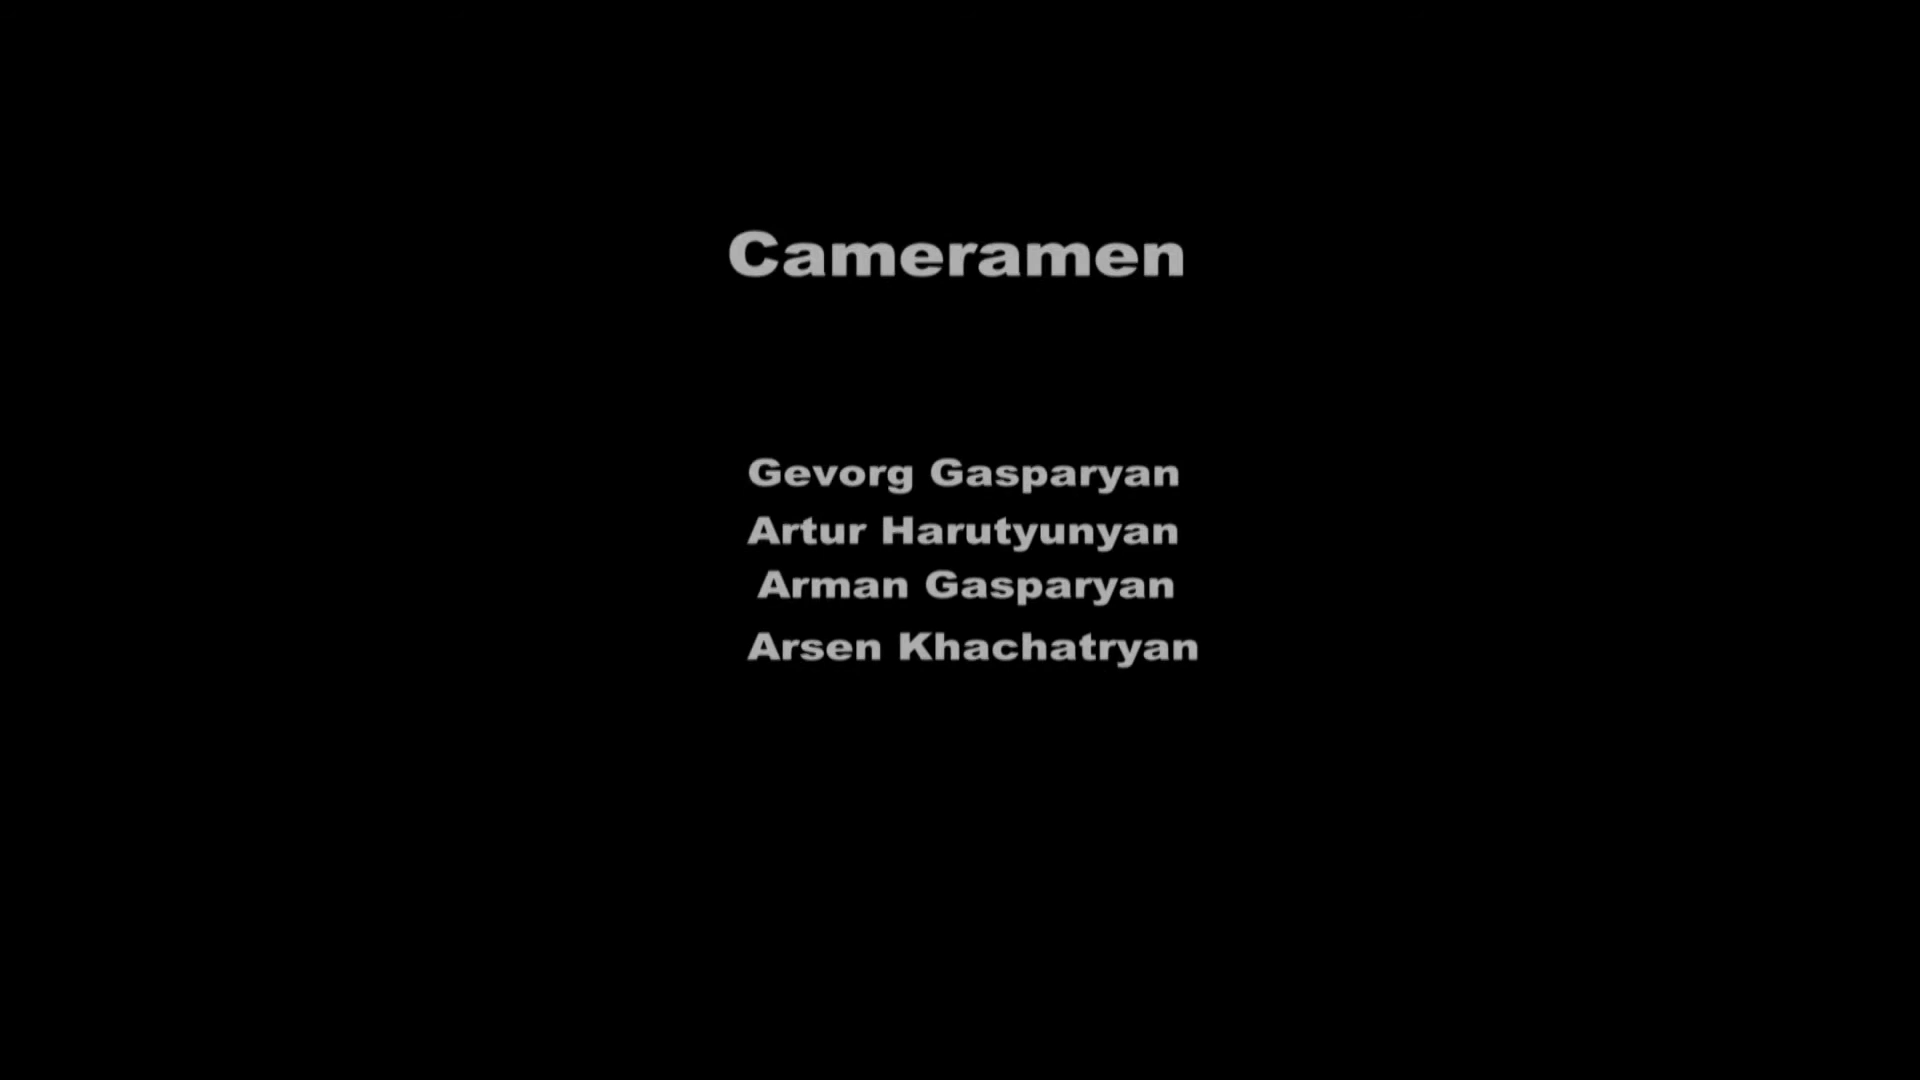 Cameramen
Gevorg Gasparyan
Artur Harutyunyan
Arman Gasparyan
Arsen Khachatryan